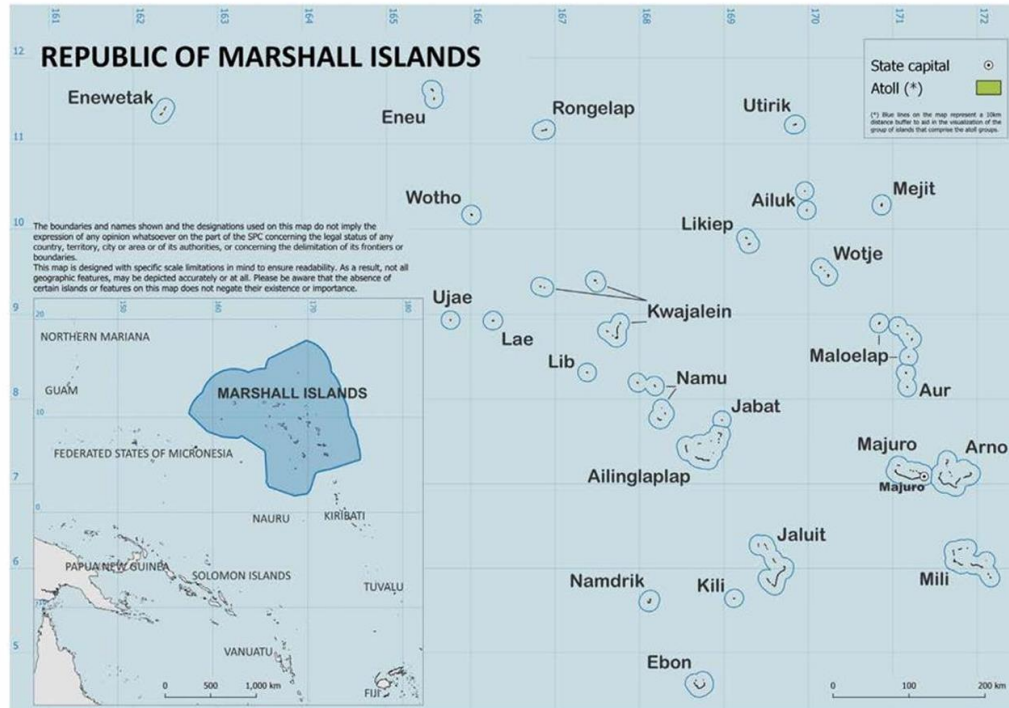 161 162 163 164 165 166 167 168 169 170 171 172
12
REPUBLIC OF MARSHALL ISLANDS
State capital
Atoll (*)
(*) Blue lines on the map represent a 10km
distance buffer to aid in the visualization of the
group of islands that comprise the atoll groups.
Enewetak
Eneu
Rongelap
Utirik
11
Wotho
Ailuk
Mejit
Likiep
10
Wotje
The boundaries and names shown and the designations used on this map do not imply the
expression of any opinion whatsoever on the part of the SPC concerning the legal status of any
country, territory, city or area or of its authorities, or concerning the delimitation of its frontiers or
boundaries.
This map is designed with specific scale limitations in mind to ensure readability. As a result, not all
geographic features, may be depicted accurately or at all. Please be aware that the absence of
certain islands or features on this map does not negate their existence or importance.
9
Ujae
Lae
Kwajalein
Maloelap
Lib
Namu
Aur
8
Jabat
Ailinglaplap
Majuro
Majuro
Arno
7
Jaluit
6
Namdrik
Kili
Mili
5
Ebon
0 100 200 km
150 160 170 180
20
NORTHERN MARIANA
GUAM
MARSHALL ISLANDS
10
FEDERATED STATES OF MICRONESIA
0
NAURU
KIRIBATI
PAPUA NEW GUINEA
SOLOMON ISLANDS
TUVALU
VANUATU
FIJI
0 500 1,000 km